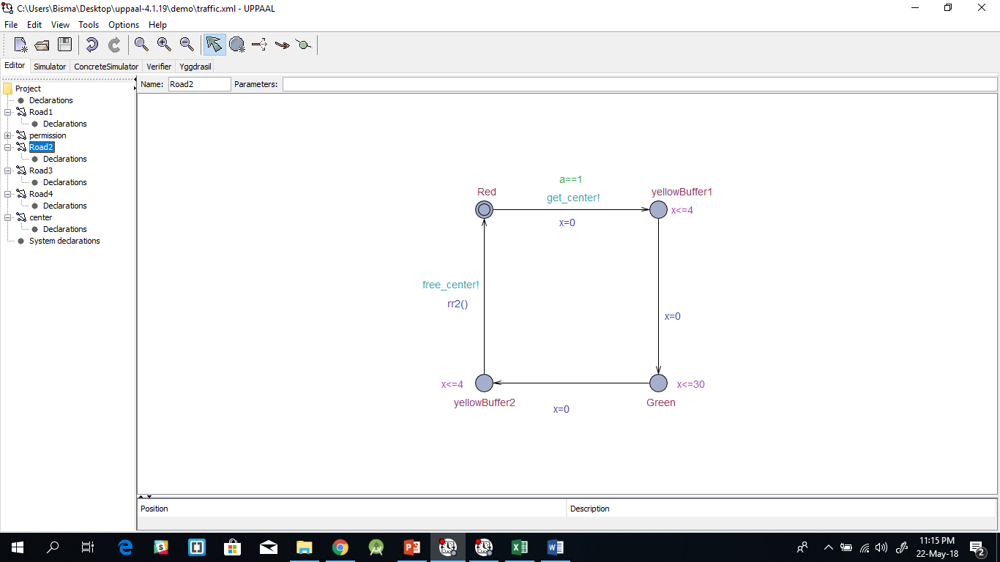 C:\Users\Bisma\Desktop\uppaal-4.1.19\demo\traffic.xml - UPPAAL
File Edit View Tools Options Help
Editor Simulator ConcreteSimulator Verifier Yggdrasil
Project
Declarations
Road1
Declarations
permission
Road2
Declarations
Road3
Declarations
Road4
Declarations
center
Declarations
System declarations
Name: Road2 Parameters:
a==1
Red
get_center!
yellowBuffer1
x<=4
x=0
free_center!
rr2()
x=0
x<=4
yellowBuffer2
x=0
x<=30
Green
Position Description
11:15 PM
22-May-18
2